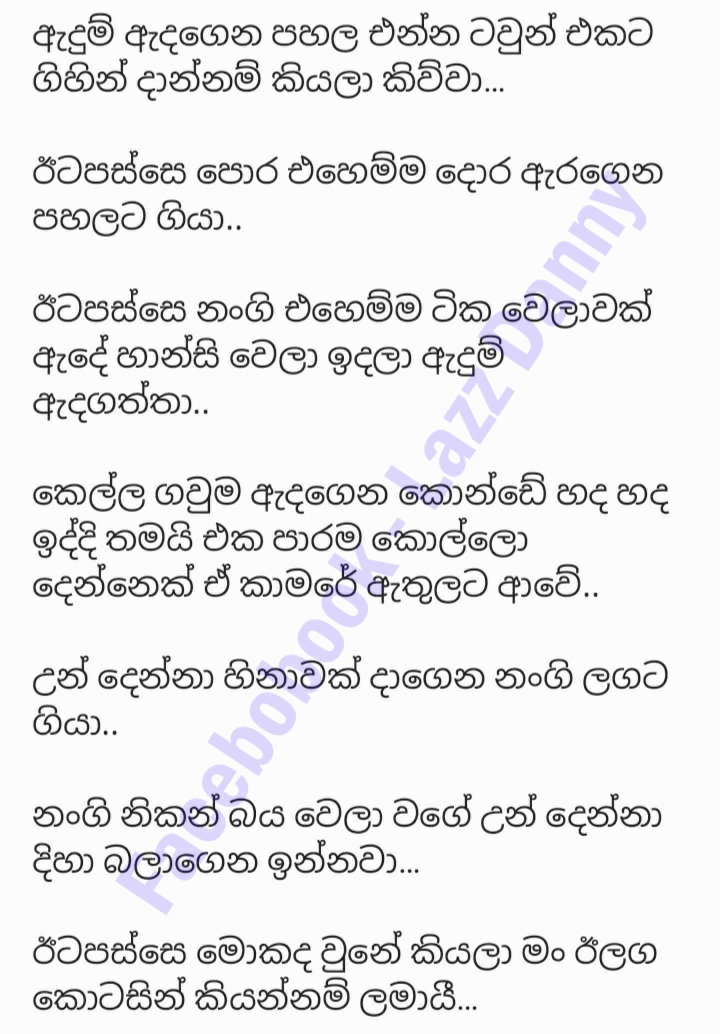 ඇදුම් ඇදගෙන පහල එන්න ටවුන් එකට
ගිහින් දාන්නම් කියලා කිව්වා...
ඊටපස්සෙ පොර එහෙම්ම දොර ඇරගෙන
පහලට ගියා..
ඊටපස්සෙ නංගි එහෙම්ම ටික වෙලාවක්
ඇදේ හාන්සි වෙලා ඉදලා ඇදුම්
ඇදගත්තා..
කෙල්ල ගවුම ඇදගෙන කොන්ඩේ හද හද
ඉද්දි තමයි එක පාරම කොල්ලො
දෙන්නෙක් ඒ කාමරේ ඇතුලට ආවේ..
උන් දෙන්නා හිනාවක් දාගෙන නංගි ලගට
ගියා..
නංගි නිකන් බය වෙලා වගේ උන් දෙන්නා
දිහා බලාගෙන ඉන්නවා...
ඊටපස්සෙ මොකද වුනේ කියලා මං ඊලග
කොටසින් කියන්නම් ළමායී...
Facebobook - Lazz Danny